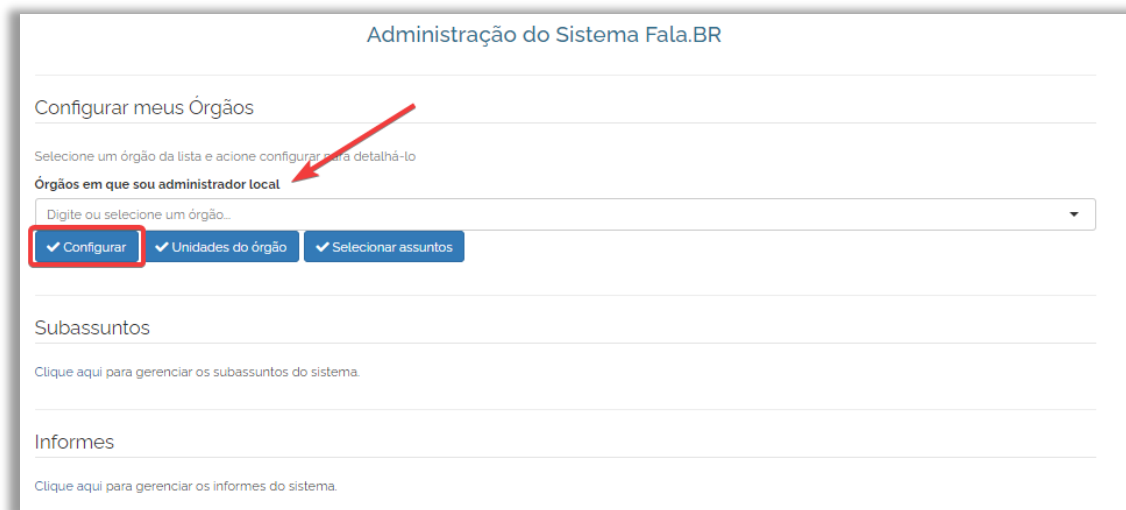 Administração do Sistema Fala.BR
Configurar meus Órgãos
Selecione um órgão da lista e acione configurar para detalhá-lo
Órgãos em que sou administrador local
Digite ou selecione um órgão...
Configurar Unidades do órgão Selecionar assuntos
Subassuntos
Clique aqui para gerenciar os subassuntos do sistema.
Informes
Clique aqui para gerenciar os informes do sistema.